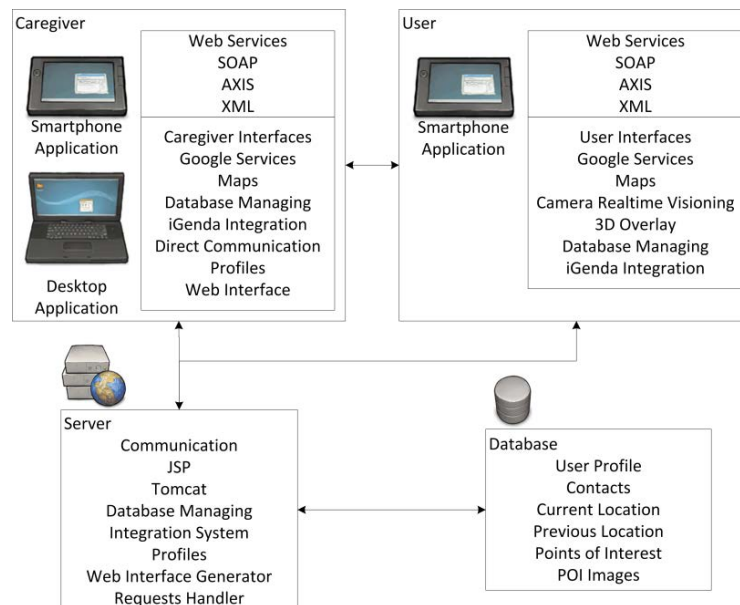 Caregiver
Smartphone
Application
Desktop
Application
Web Services
SOAP
AXIS
XML
Caregiver Interfaces
Google Services
Maps
Database Managing
iGenda Integration
Direct Communication
Profiles
Web Interface
User
Smartphone
Application
Web Services
SOAP
AXIS
XML
User Interfaces
Google Services
Maps
Camera Realtime Visioning
3D Overlay
Database Managing
iGenda Integration
Server
Communication
JSP
Tomcat
Database Managing
Integration System
Profiles
Web Interface Generator
Requests Handler
Database
User Profile
Contacts
Current Location
Previous Location
Points of Interest
POI Images